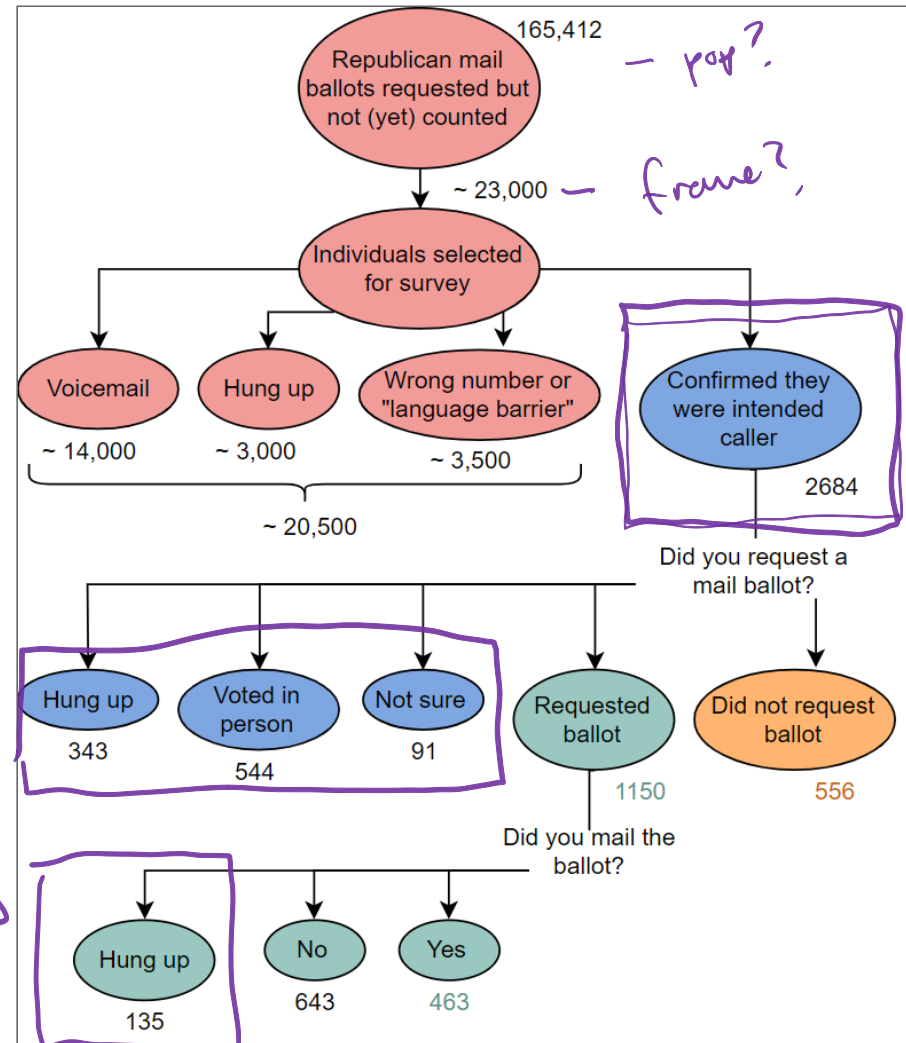 165,412
Republican mail
ballots requested but
not (yet) counted
- pop?
~ 23,000 - frame?
Individuals selected
for survey
Voicemail
~ 14,000
Hung up
~ 3,000
Wrong number or
"language barrier"
~ 3,500
~ 20,500
Confirmed they
were intended
caller
2684
Did you request a
mail ballot?
Hung up
343
Voted in
person
544
Not sure
91
Requested
ballot
1150
Did not request
ballot
556
Did you mail the
ballot?
Hung up
135
No
643
Yes
463